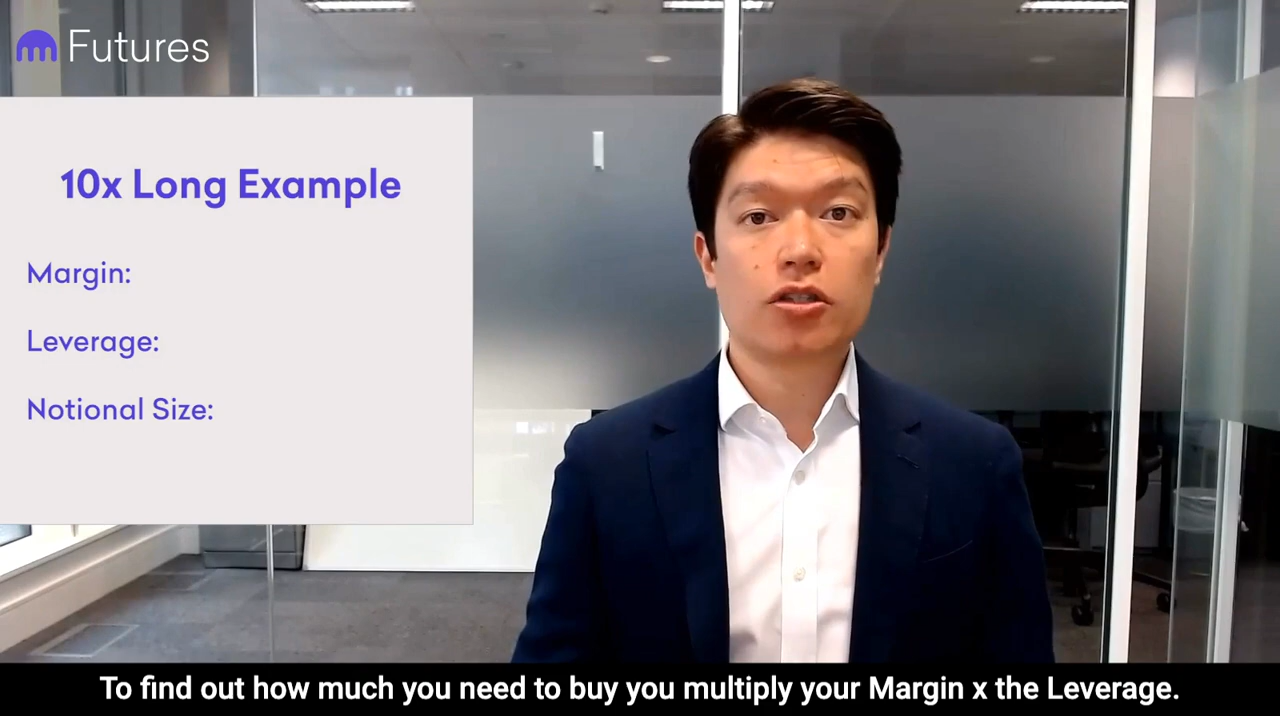 Futures
10x Long Example
Margin:
Leverage:
Notional Size:
To find out how much you need to buy you multiply your Margin x the Leverage.